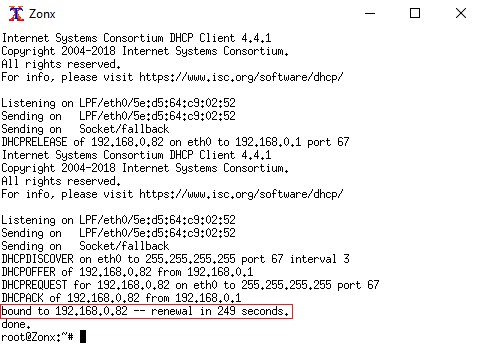 Zonx
Internet Systems Consortium DHCP Client 4.4.1
Copyright 2004-2018 Internet Systems Consortium.
All rights reserved.
For info, please visit https://www.isc.org/software/dhcp/
Listening on LPF/eth0/5e:d5:64:c9:02:52
Sending on   LPF/eth0/5e:d5:64:c9:02:52
Sending on   Socket/fallback
DHCPRELEASE of 192.168.0.82 on eth0 to 192.168.0.1 port 67
Internet Systems Consortium DHCP Client 4.4.1
Copyright 2004-2018 Internet Systems Consortium.
All rights reserved.
For info, please visit https://www.isc.org/software/dhcp/
Listening on LPF/eth0/5e:d5:64:c9:02:52
Sending on   LPF/eth0/5e:d5:64:c9:02:52
Sending on   Socket/fallback
DHCPDISCOVER on eth0 to 255.255.255.255 port 67 interval 3
DHCPOFFER of 192.168.0.82 from 192.168.0.1
DHCPREQUEST for 192.168.0.82 on eth0 to 255.255.255.255 port 67
DHCPACK of 192.168.0.82 from 192.168.0.1
bound to 192.168.0.82 -- renewal in 249 seconds.
done.
root@Zonx:~#